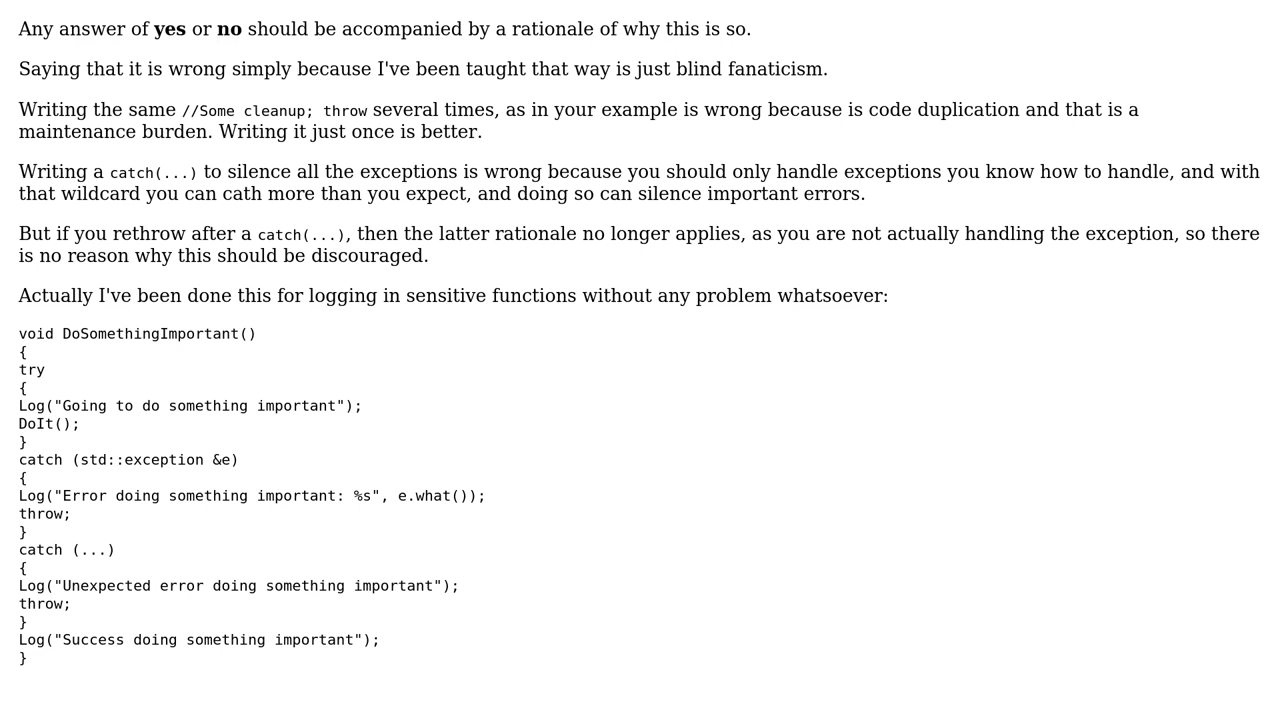 Any answer of yes or no should be accompanied by a rationale of why this is so.
Saying that it is wrong simply because I've been taught that way is just blind fanaticism.
Writing the same //Some cleanup; throw several times, as in your example is wrong because is code duplication and that is a
maintenance burden. Writing it just once is better.
Writing a catch(...) to silence all the exceptions is wrong because you should only handle exceptions you know how to handle, and with
that wildcard you can cath more than you expect, and doing so can silence important errors.
But if you rethrow after a catch(...), then the latter rationale no longer applies, as you are not actually handling the exception, so there
is no reason why this should be discouraged.
Actually I've been done this for logging in sensitive functions without any problem whatsoever:
void DoSomethingImportant()
{
try
{
Log("Going to do something important");
DoIt();
}
catch (std::exception &e)
{
Log("Error doing something important: %s", e.what());
throw;
}
catch (...)
{
Log("Unexpected error doing something important");
throw;
}
Log("Success doing something important");
}